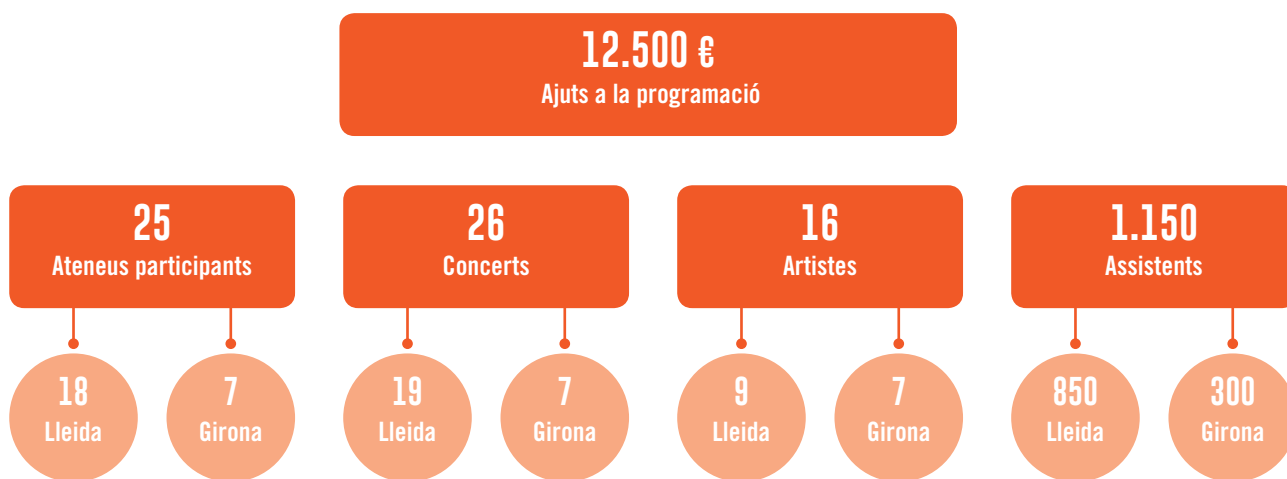 12.500 €
Ajuts a la programació
25
Ateneus participants
26
Concerts
16
Artistes
1.150
Assistents
18
Lleida
7
Girona
19
Lleida
7
Girona
9
Lleida
7
Girona
850
Lleida
300
Girona